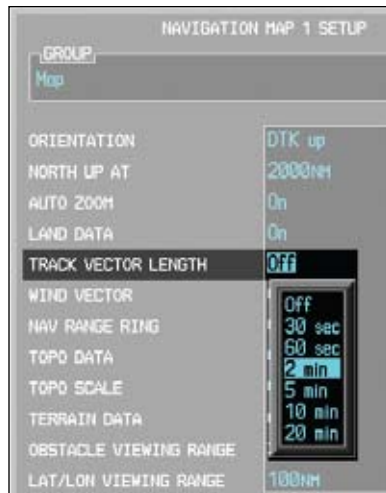 NAVIGATION MAP 1 SETUP
GROUP
Map
ORIENTATION DTK up
NORTH UP AT 2000NM
AUTO ZOOM On
LAND DATA On
TRACK VECTOR LENGTH Off
WIND VECTOR
NAV RANGE RING
TOPO DATA
TOPO SCALE
TERRAIN DATA
OBSTACLE VIEWING RANGE
LAT/LON VIEWING RANGE 100NM
Off
30 sec
60 sec
2 min
5 min
10 min
20 min